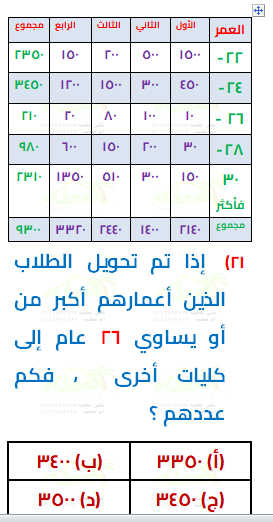 العمر الأول الثاني الثالث الرابع مجموع
٢٢- ١٥٠٠ ٥٠٠ ٢٠٠ ١٥٠ ٢٣٥٠
٢٤- ٤٥٠ ٣٠٠ ١٥٠٠ ١٢٠٠ ٣٤٥٠
٢٦- ١٠ ١٠٠ ٨٠ ٢٠ ٢١٠
٢٨- ٣٠ ٢٠٠ ١٥٠ ٦٠٠ ٩٨٠
٣٠ ١٥٠ ٣٠٠ ٥١٠ ١٣٥٠ ٢٣١٠
فأكثر
مجموع ٢١٤٠ ١٤٠٠ ٢٤٤٠ ٣٣٢٠ ٩٣٠٠
٢١) إذا تم تحويل الطلاب
الذين أعمارهم أكبر من
أو يساوي ٢٦ عام إلى
كليات أخرى ، فكم
عددهم ؟
(أ) ٣٣٥٠ (ب) ٣٤٠٠
(ج) ٣٤٥٠ (د) ٣٥٠٠